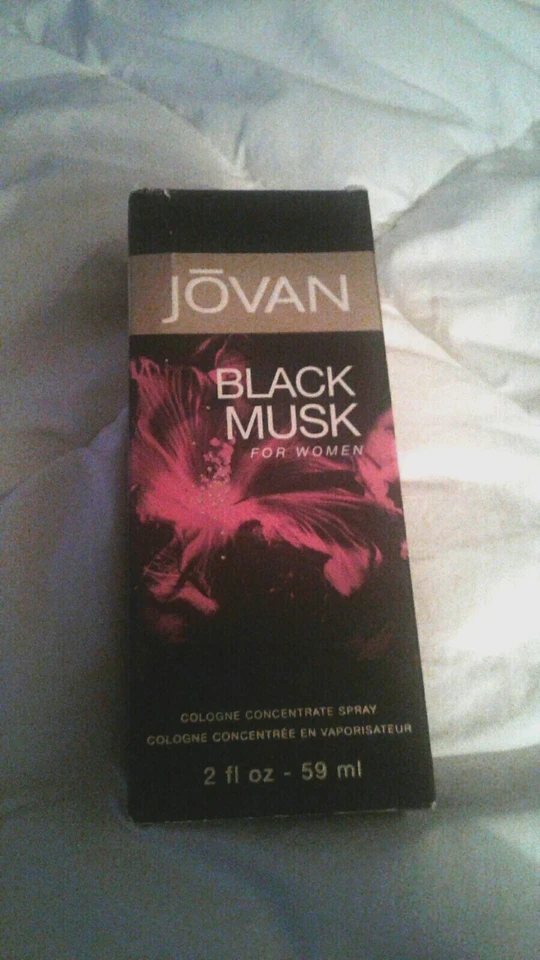 JŌVAN
BLACK
MUSK
FOR WOMEN
COLOGNE CONCENTRATE SPRAY
COLOGNE CONCENTRÉE EN VAPORISATEUR
2 fl oz - 59 ml